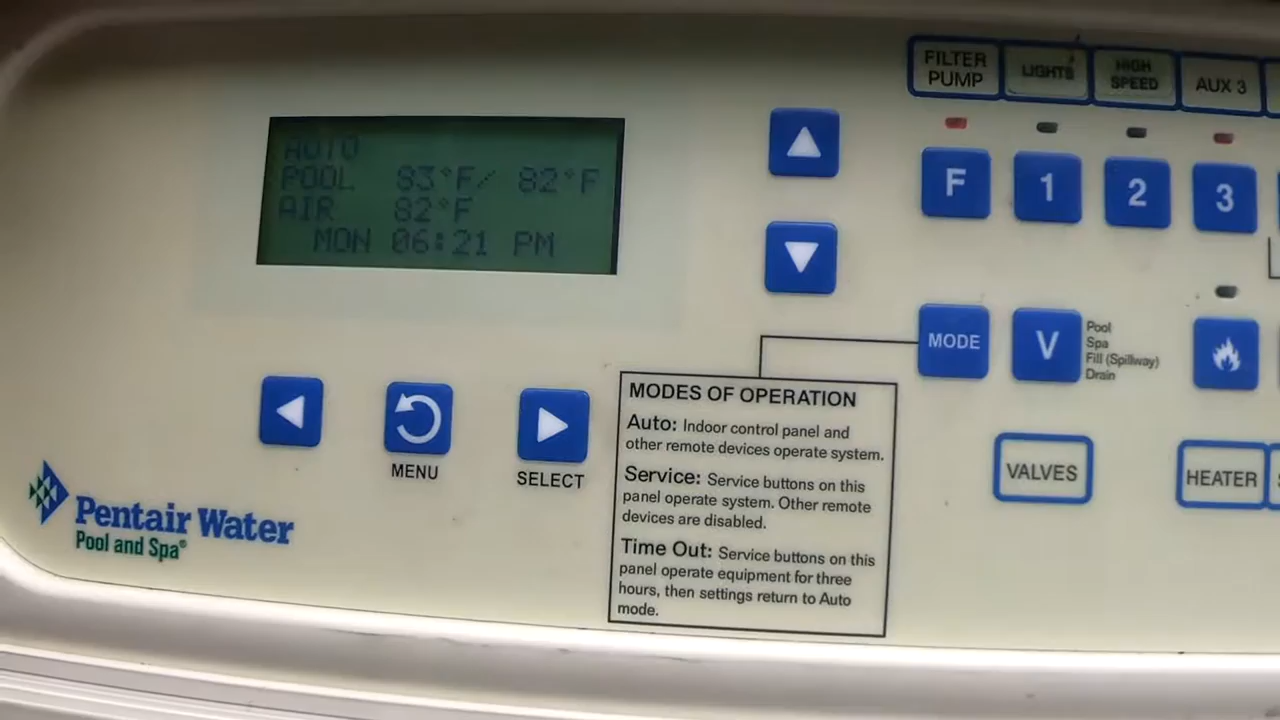 AUTO
POOL 83°F/ 82°F
AIR 82°F
MON 06:21 PM
FILTER
PUMP
LIGHTS
HIGH
SPEED
AUX 3
F
1
2
3
MODE
V
Pool
Spa
Fill (Spillway)
Drain
MENU
SELECT
VALVES
HEATER
MODES OF OPERATION
Auto: Indoor control panel and
other remote devices operate system.
Service: Service buttons on this
panel operate system. Other remote
devices are disabled.
Time Out: Service buttons on this
panel operate equipment for three
hours, then settings return to Auto
mode.
Pentair Water
Pool and Spa®